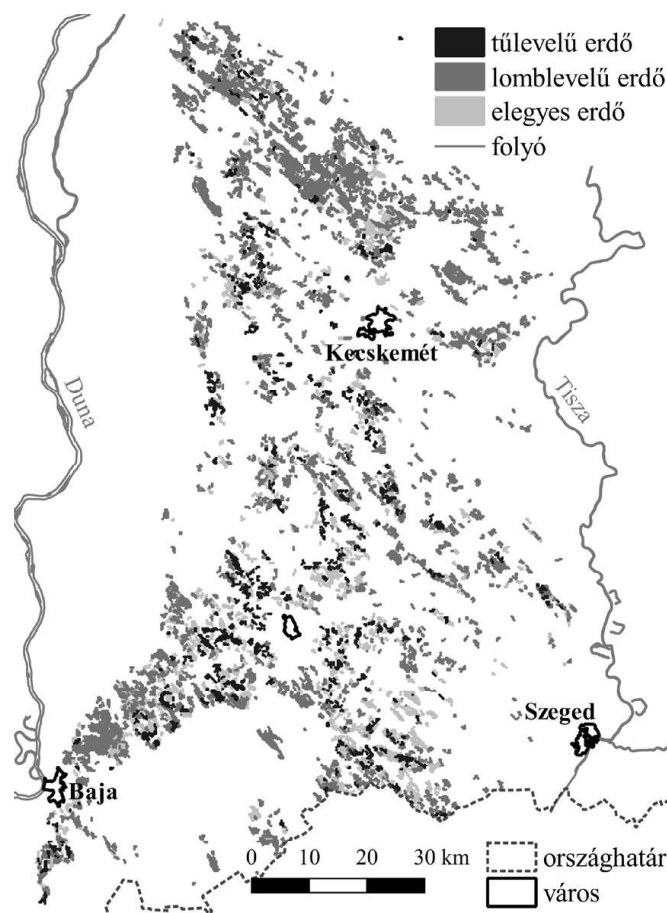 tűlevelű erdő
lomblevelű erdő
elegyes erdő
folyó
Kecskemét
Duna
Tisza
Szeged
Baja
0 10 20 30 km
országhatár
város